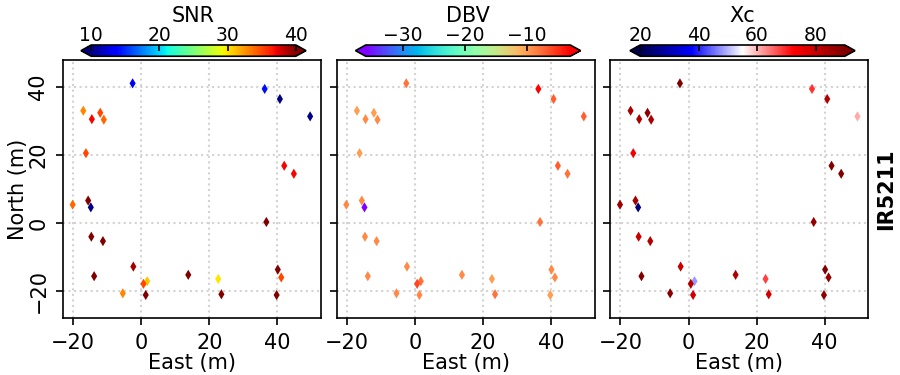 SNR DBV Xc
10 20 30 40 −30 −20 −10 20 40 60 80
40
20
0
−20
North (m)
−20 0 20 40 −20 0 20 40 −20 0 20 40
East (m) East (m) East (m)
IR5211